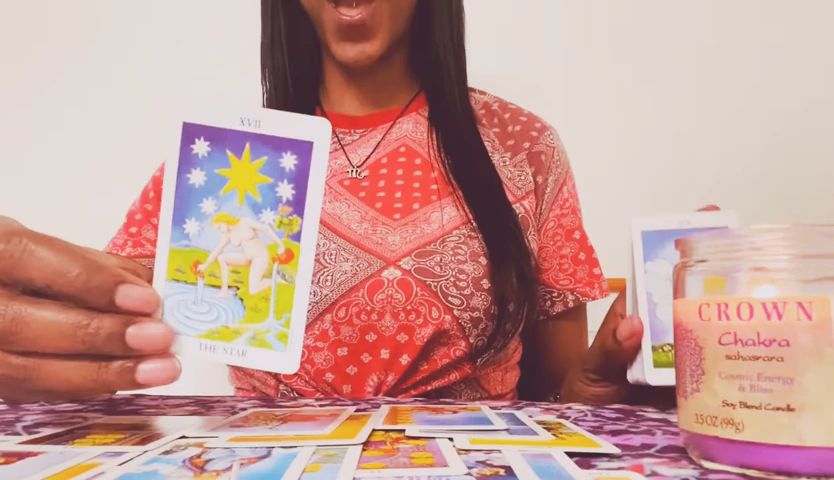 XVII
THE STAR
CROWN
Chakra
sahasrara
Cosmic Energy
& Bliss
Soy Blend Candle
3.5 OZ (99g)